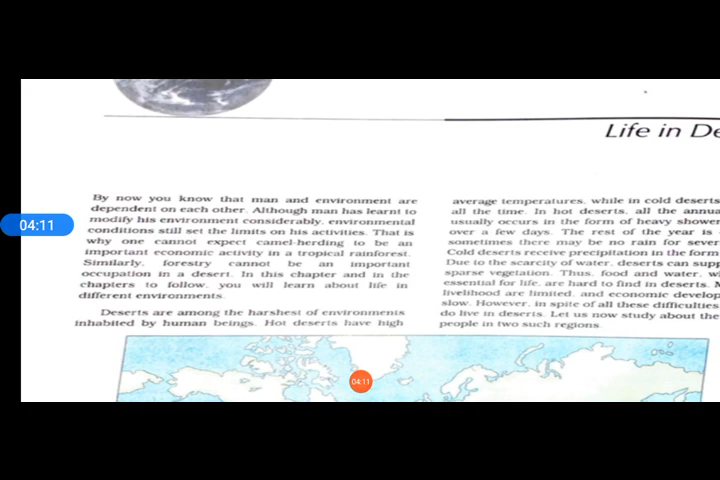 Life in De
By now you know that man and environment are
dependent on each other. Although man has learnt to
modify his environment considerably, environmental
conditions still set the limits on his activities. That is
why one cannot expect camel-herding to be an
important economic activity in a tropical rainforest.
Similarly, forestry cannot be an important
occupation in a desert. In this chapter and in the
chapters to follow, you will learn about life in
different environments.
Deserts are among the harshest of environments
inhabited by human beings. Hot deserts have high
average temperatures, while in cold deserts
all the time. In hot deserts, all the annua
usually occurs in the form of heavy shower
over a few days. The rest of the year is
sometimes there may be no rain for sever
Cold deserts receive precipitation in the form
Due to the scarcity of water, deserts can supp
sparse vegetation. Thus, food and water, wi
essential for life, are hard to find in deserts. M
livelihood are limited, and economic develop
slow. However, in spite of all these difficulties
do live in deserts. Let us now study about the
people in two such regions.
04:11
04:11